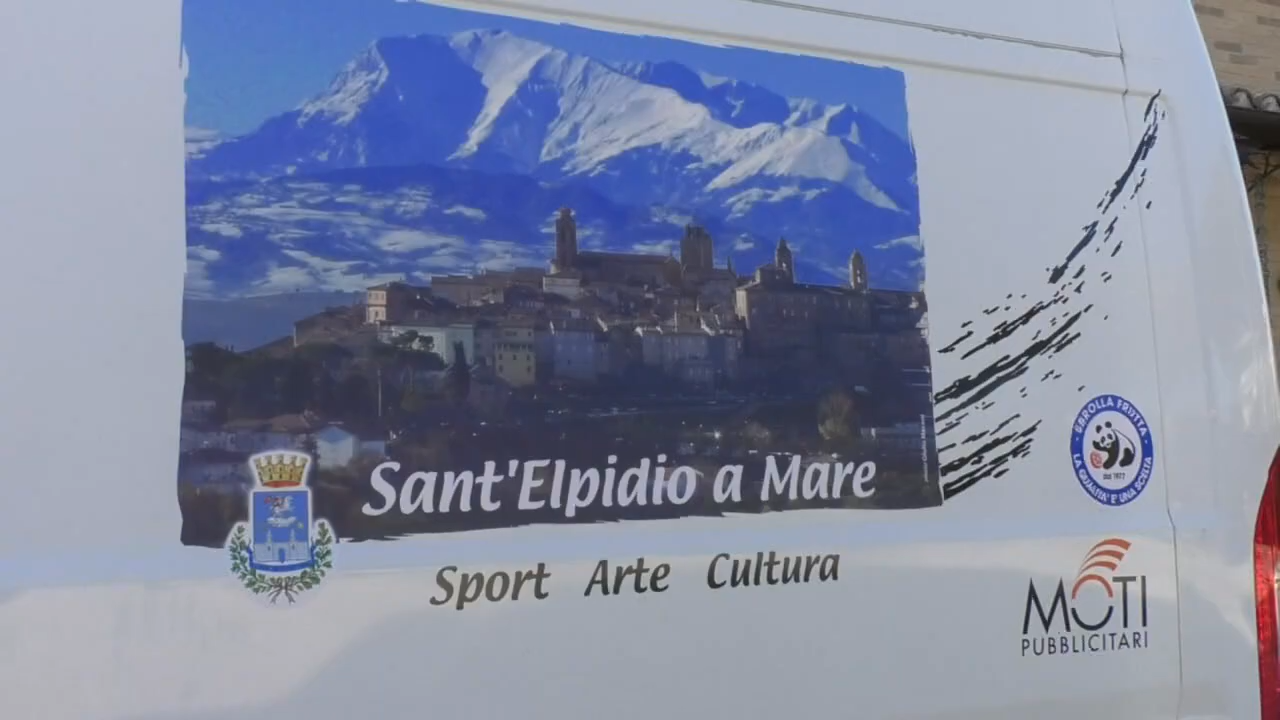 Sant'Elpidio a Mare
Sport Arte Cultura
SBROLLA FRUTTA
LA QUALITA' E' UNA SCELTA
MOTI
PUBBLICITARI